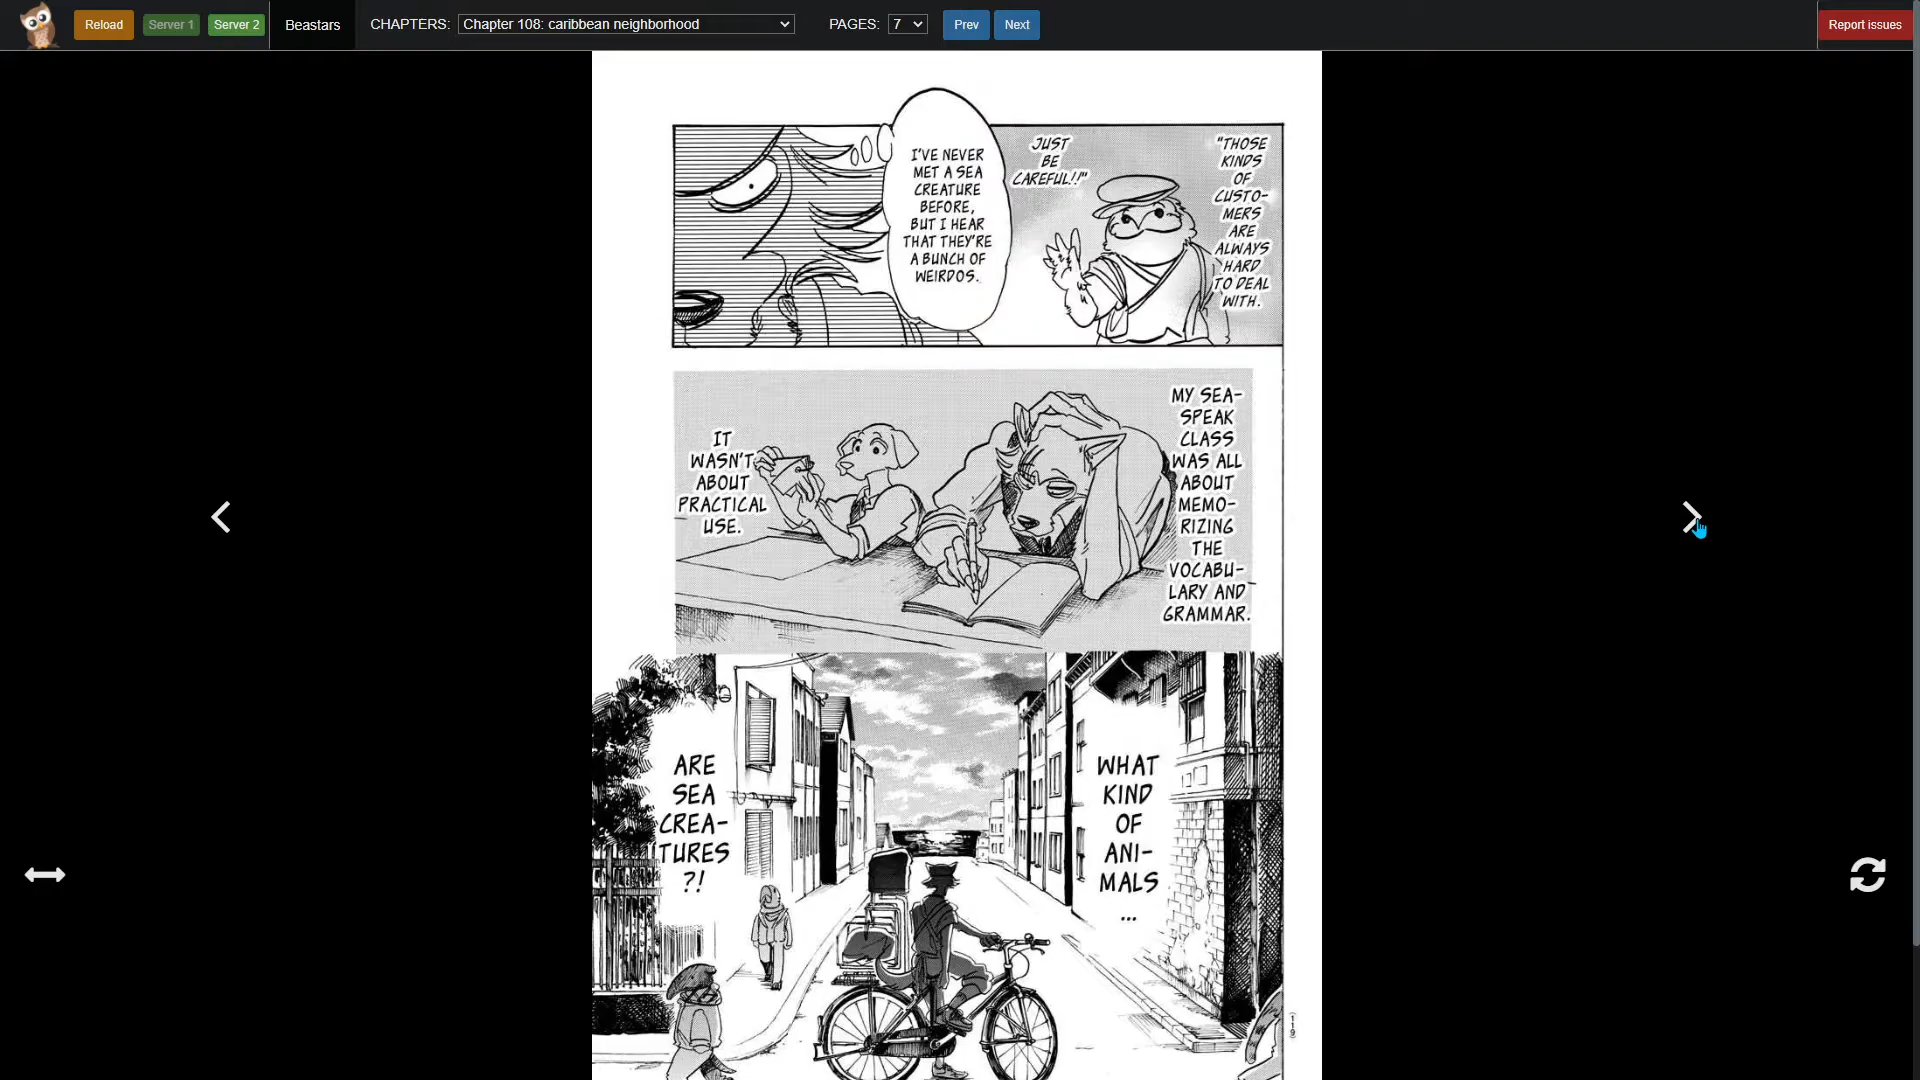 Reload
Server 1
Server 2
Beastars
CHAPTERS:
Chapter 108: caribbean neighborhood
PAGES:
7
Prev
Next
Report issues
"THOSE
KINDS
OF
CUSTO-
MERS
ARE
ALWAYS
HARD
TO DEAL
WITH.
JUST
BE
CAREFUL!!"
I'VE NEVER
MET A SEA
CREATURE
BEFORE,
BUT I HEAR
THAT THEY'RE
A BUNCH OF
WEIRDOS.
MY SEA-
SPEAK
CLASS
WAS ALL
ABOUT
MEMO-
RIZING
THE
VOCABU-
LARY AND
GRAMMAR.
IT
WASN'T
ABOUT
PRACTICAL
USE.
WHAT
KIND
OF
ANI-
MALS
...
ARE
SEA
CREA-
TURES
?!
119